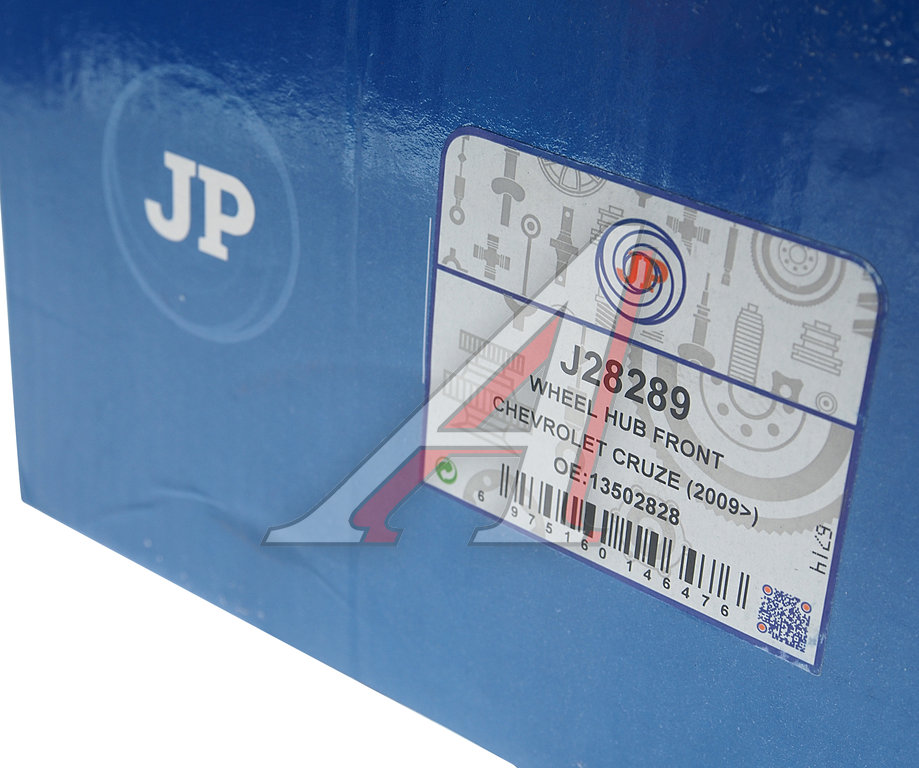 JP
JP
J28289
WHEEL HUB FRONT
CHEVROLET CRUZE (2009>)
OE:13502828
6 975160 146476